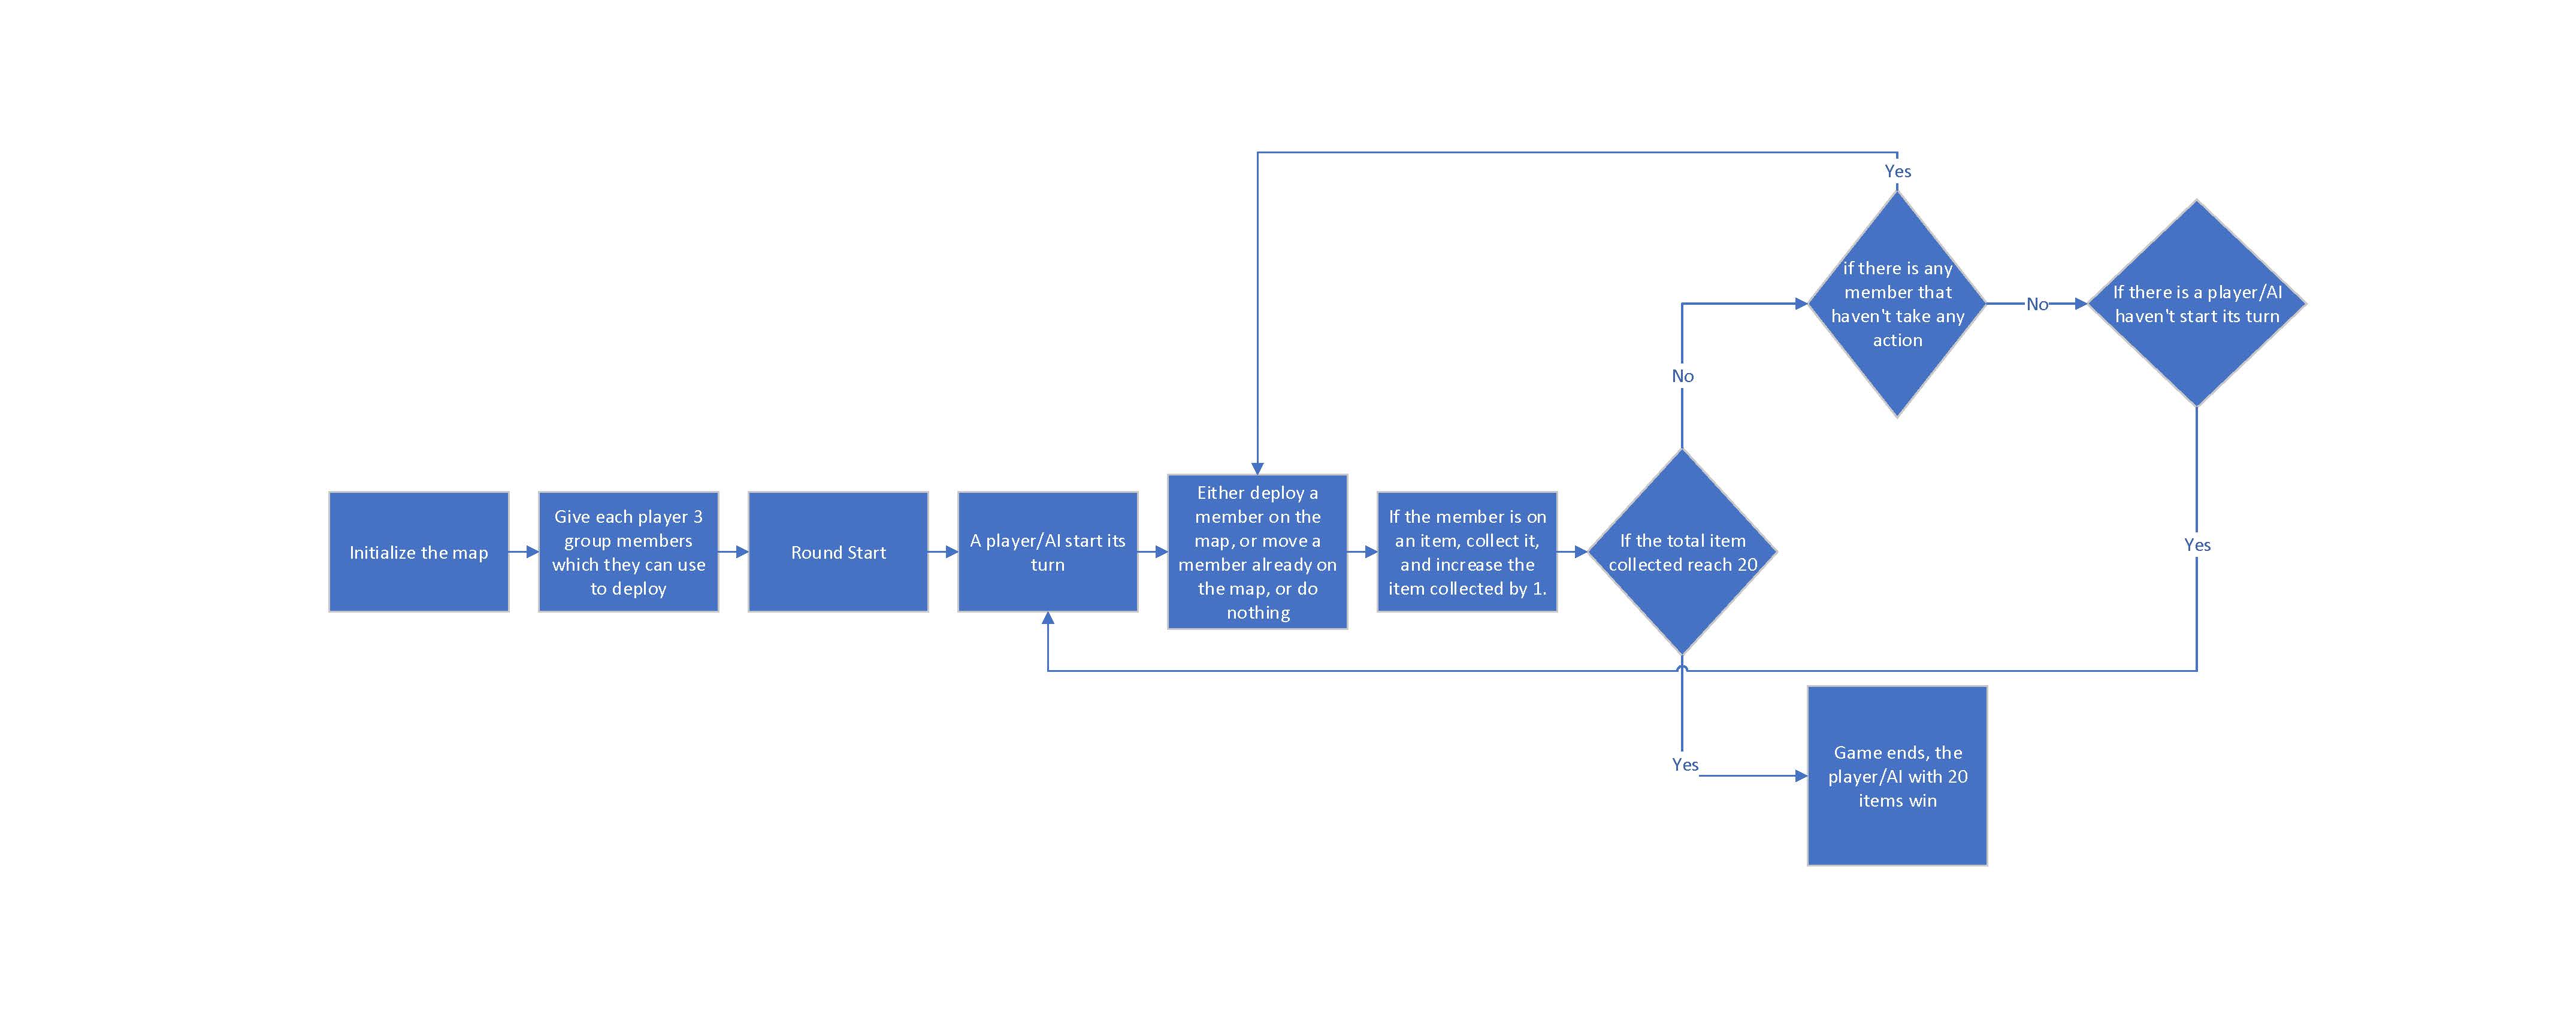 Initialize the map
Give each player 3
group members
which they can use
to deploy
Round Start
A player/AI start its
turn
Either deploy a
member on the
map, or move a
member already on
the map, or do
nothing
If the member is on
an item, collect it,
and increase the
item collected by 1.
If the total item
collected reach 20
No
Yes
if there is any
member that
haven't take any
action
Yes
No
If there is a player/AI
haven't start its turn
Yes
Game ends, the
player/AI with 20
items win